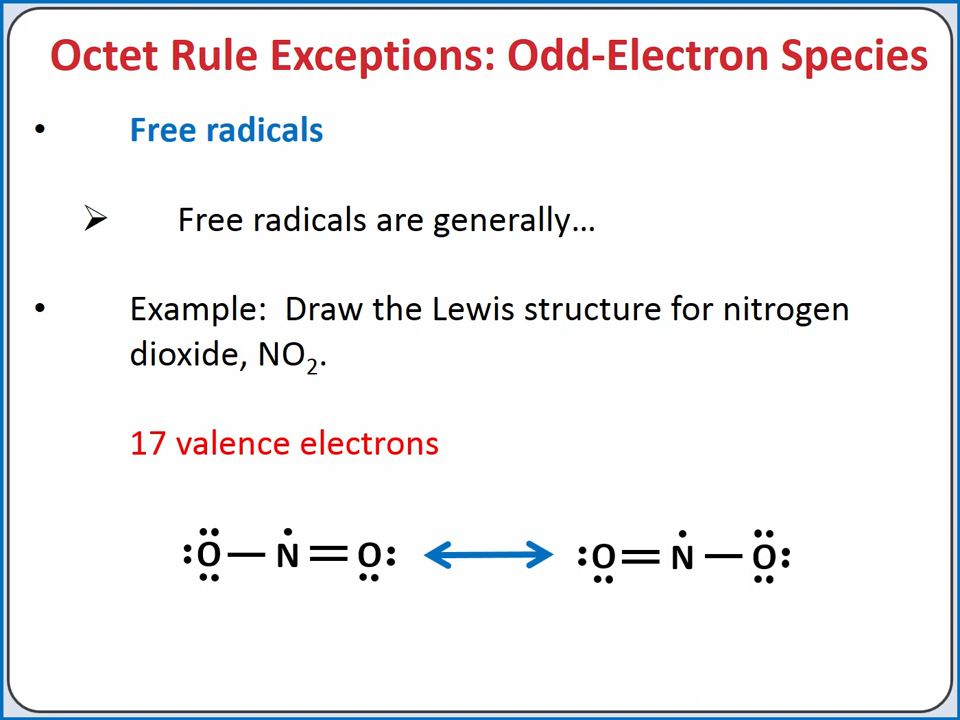 Octet Rule Exceptions: Odd-Electron Species
• Free radicals
➢ Free radicals are generally…
• Example: Draw the Lewis structure for nitrogen
dioxide, NO₂.
17 valence electrons
O — N = O ↔ O = N — O